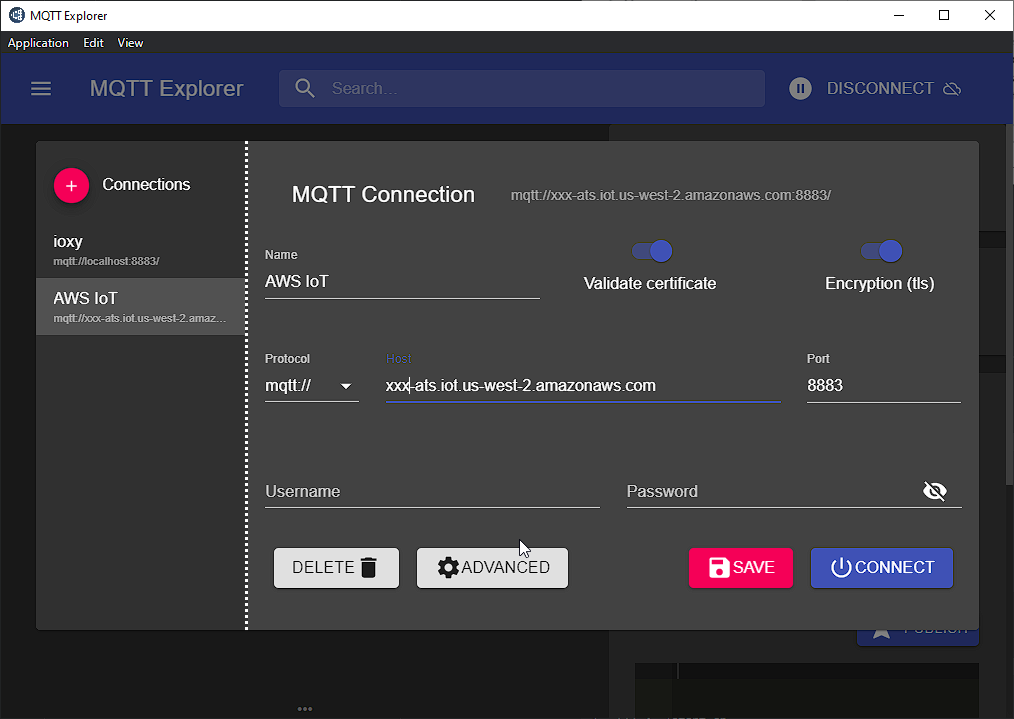 MQTT Explorer
Application Edit View
MQTT Explorer Search... DISCONNECT
Connections
ioxy
mqtt://localhost:8883/
AWS IoT
mqtt://xxx-ats.iot.us-west-2.amaz...
MQTT Connection mqtt://xxx-ats.iot.us-west-2.amazonaws.com:8883/
Name
AWS IoT
Validate certificate
Encryption (tls)
Protocol
mqtt://
Host
xxx-ats.iot.us-west-2.amazonaws.com
Port
8883
Username
Password
DELETE ADVANCED SAVE CONNECT
PUBLISH